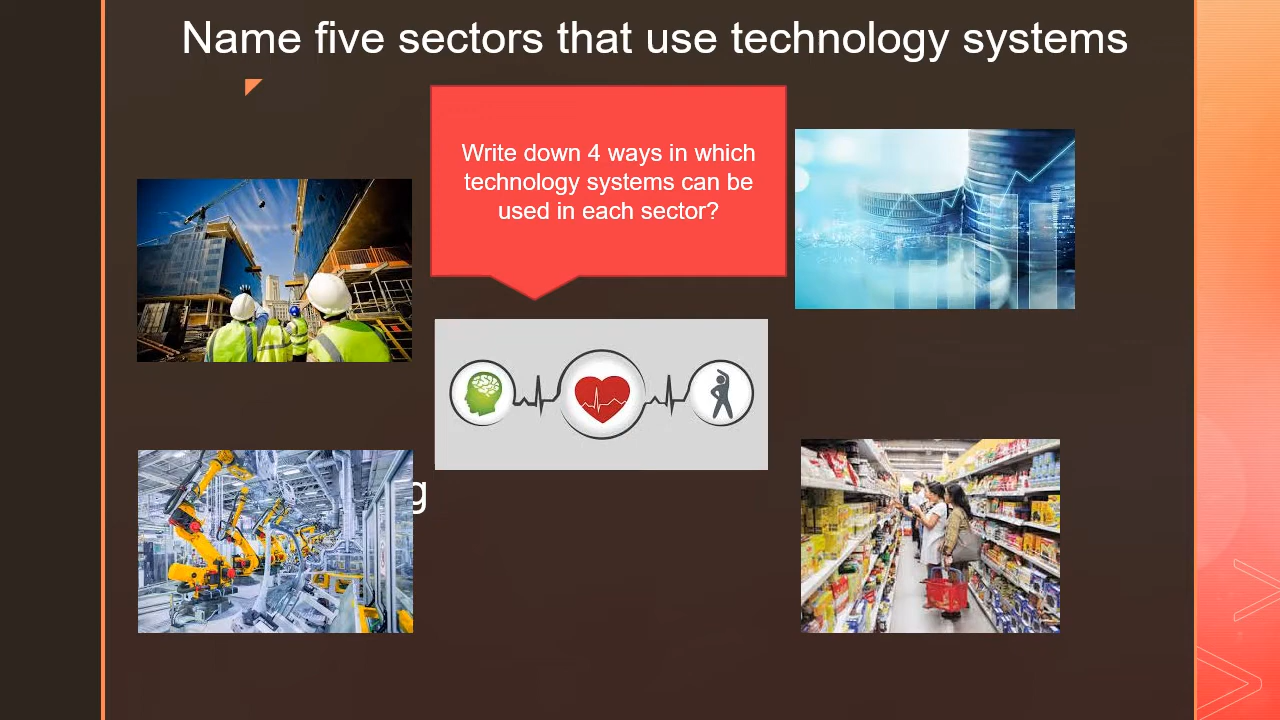 Name five sectors that use technology systems
Write down 4 ways in which
technology systems can be
used in each sector?
g